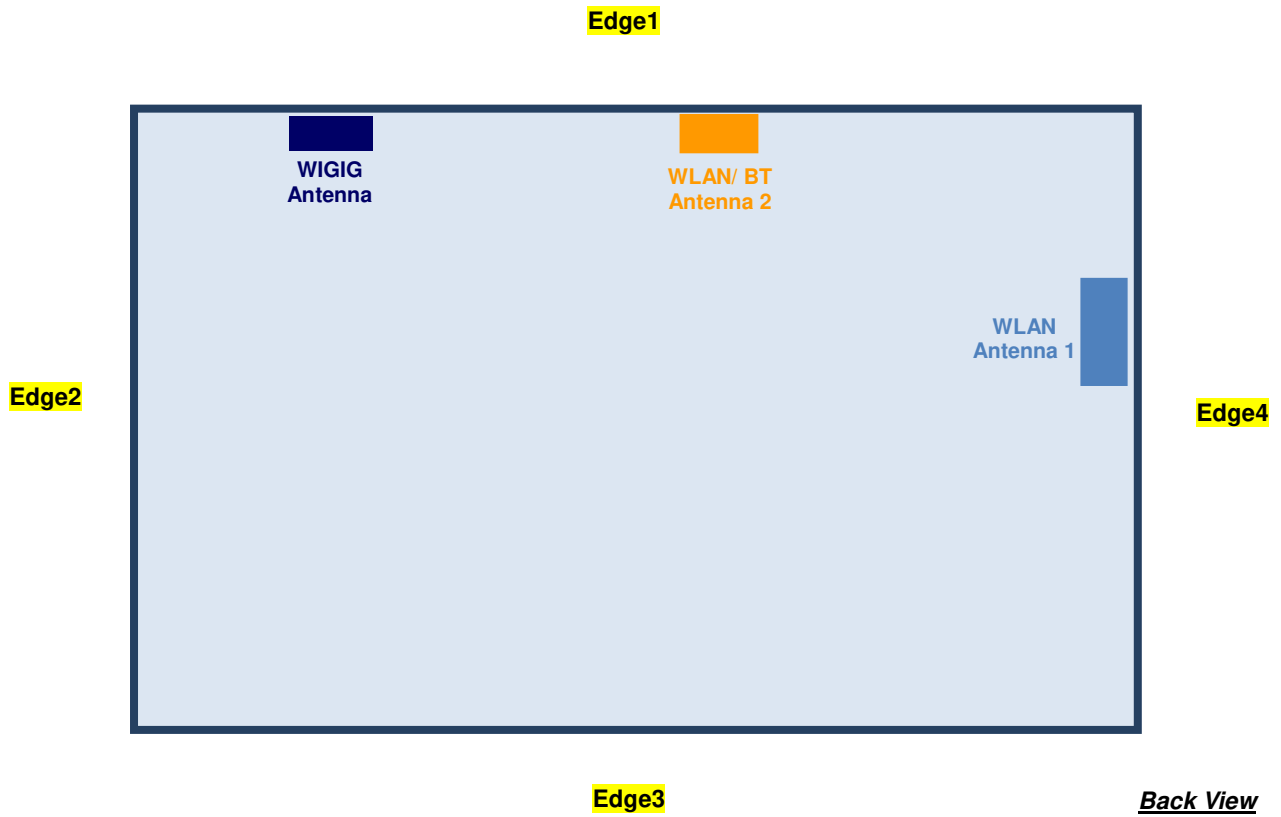 Edge1
WIGIG
Antenna
WLAN/ BT
Antenna 2
WLAN
Antenna 1
Edge2
Edge4
Edge3
Back View